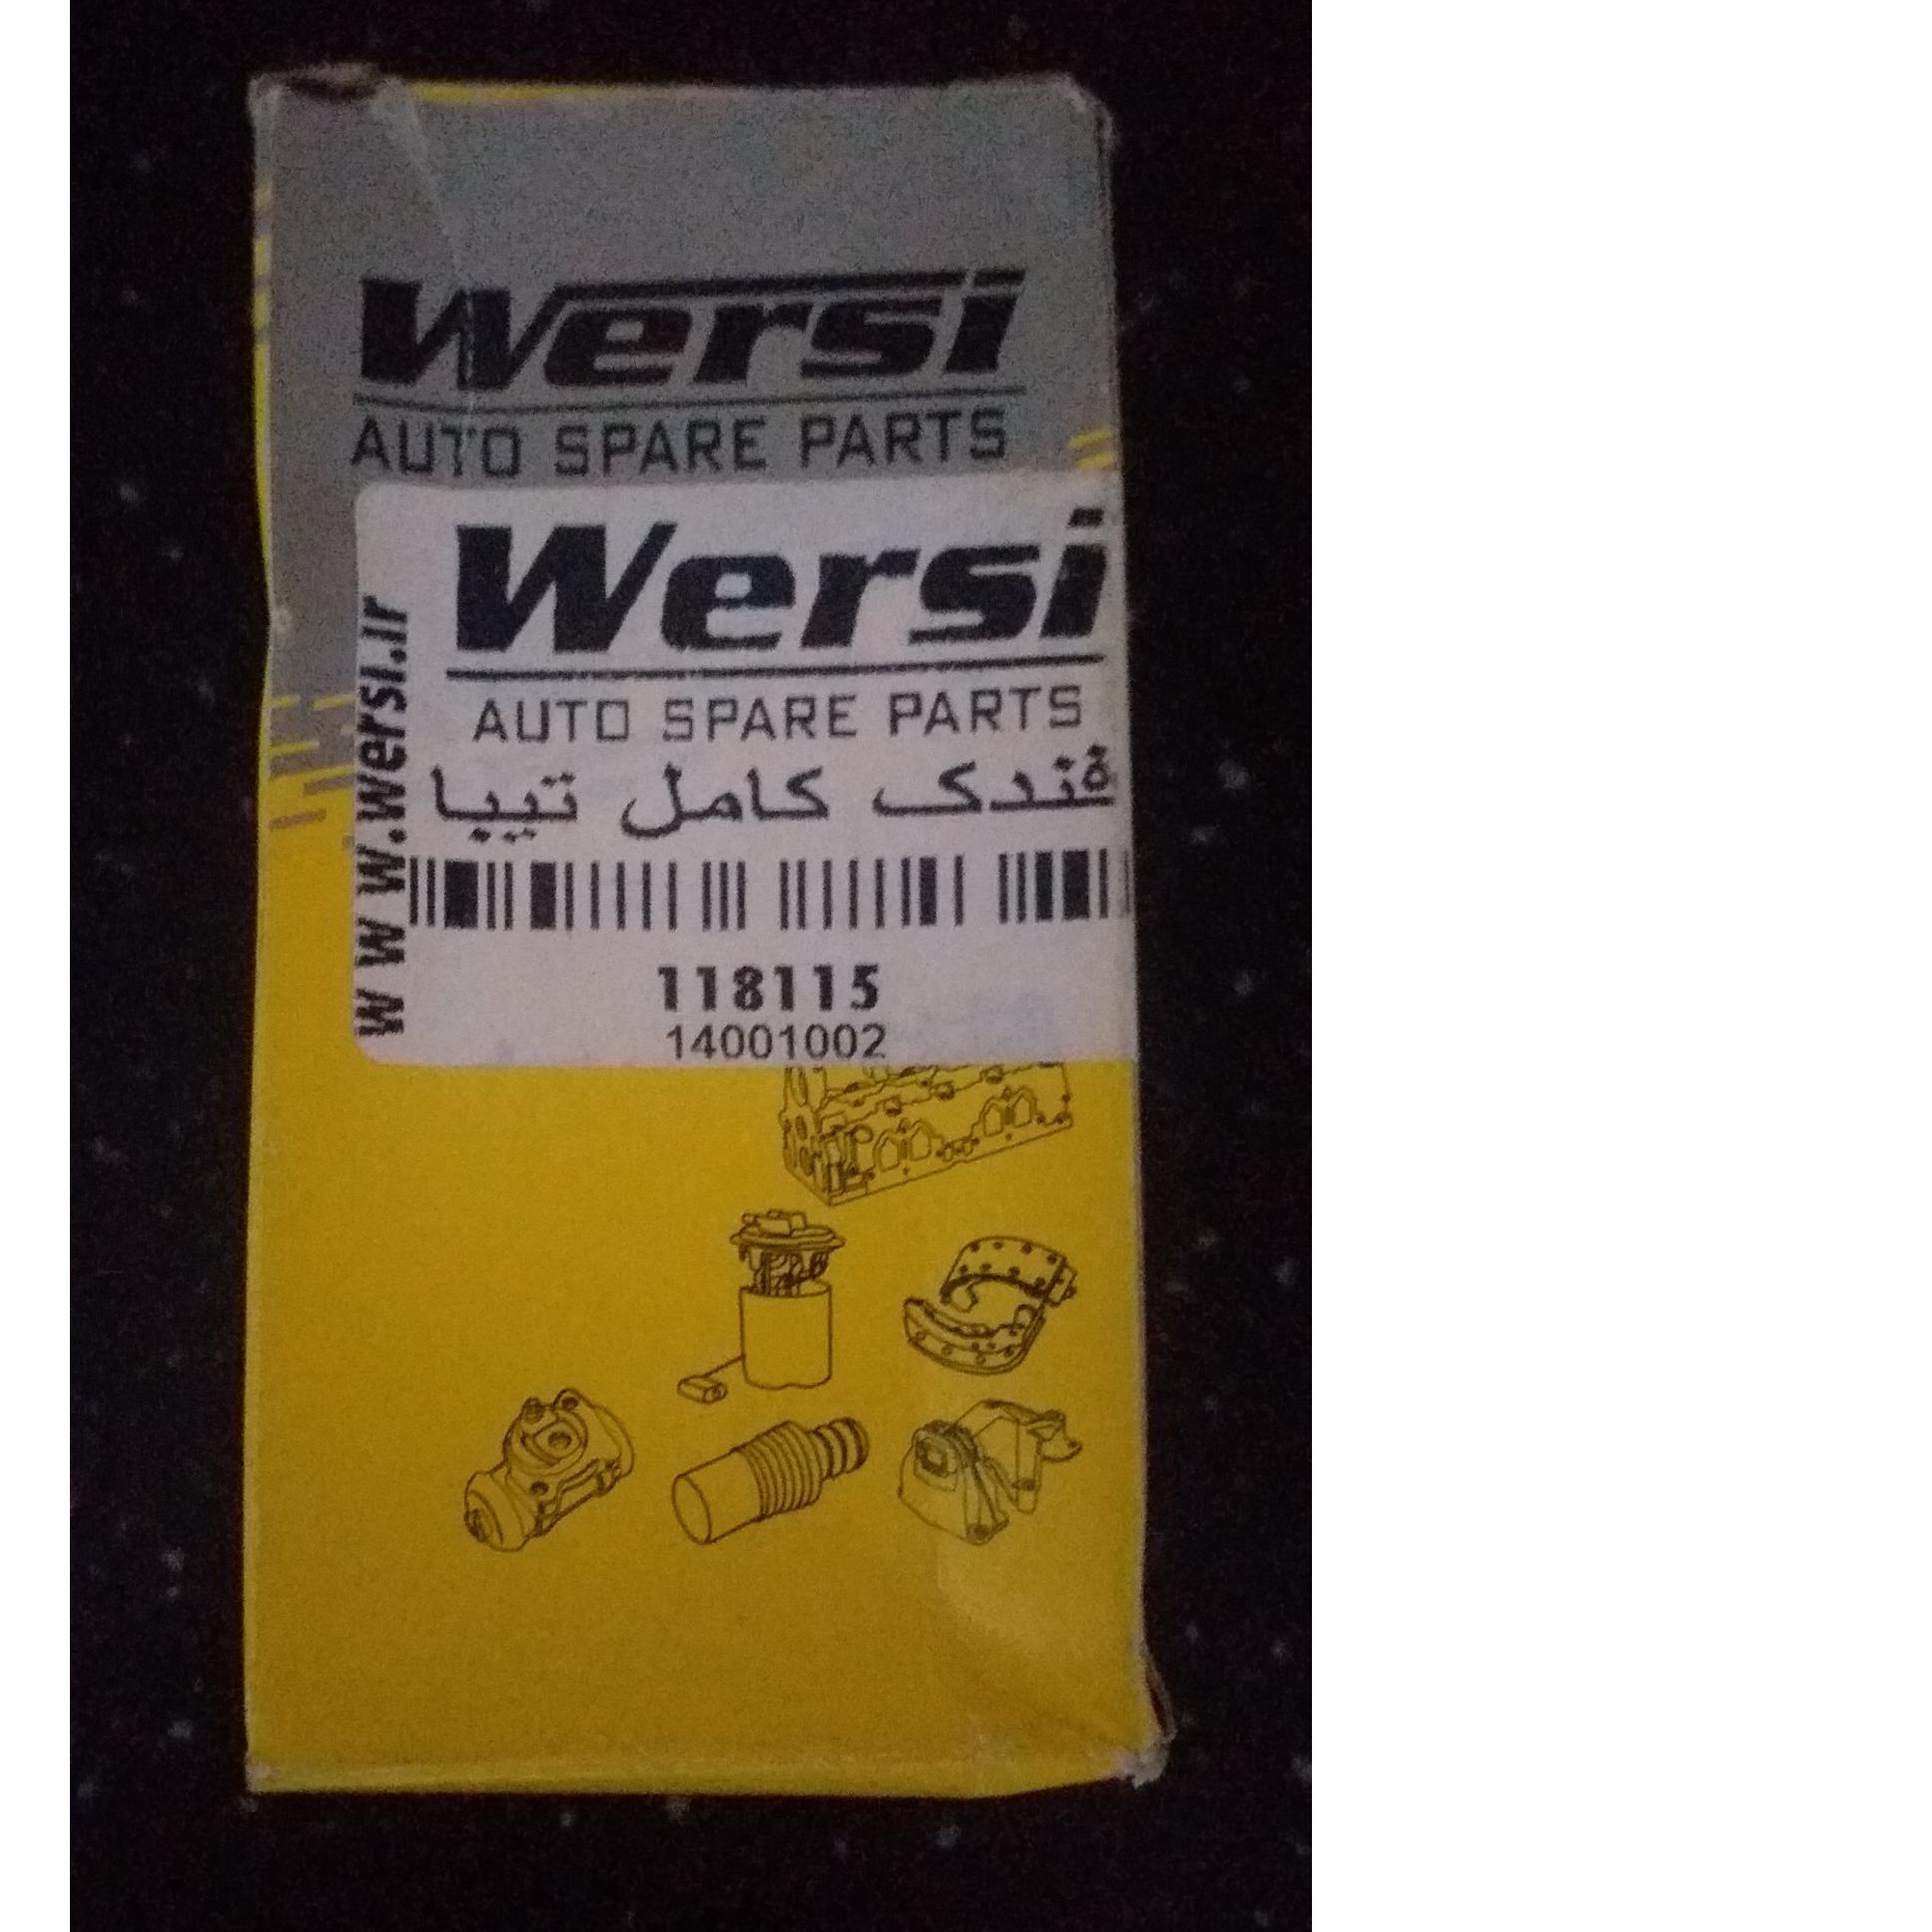 Wersi
AUTO SPARE PARTS
Wersi
AUTO SPARE PARTS
فندک کامل تیبا
118115
14001002
www.wersi.ir